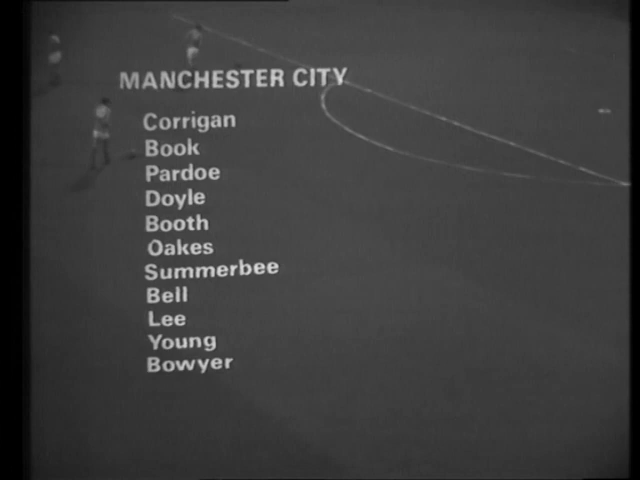 MANCHESTER CITY
Corrigan
Book
Pardoe
Doyle
Booth
Oakes
Summerbee
Bell
Lee
Young
Bowyer